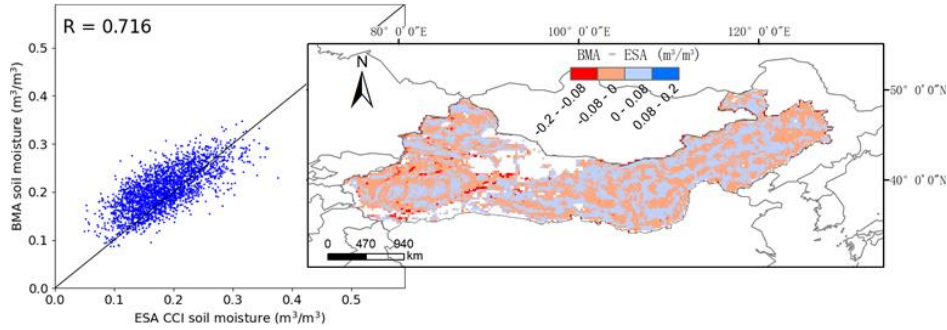 R = 0.716
BMA soil moisture (m³/m³)
0.5
0.4
0.3
0.2
0.1
0.0
0.0 0.1 0.2 0.3 0.4 0.5
ESA CCI soil moisture (m³/m³)
80° 0′0″E 100° 0′0″E 120° 0′0″E
N
BMA - ESA (m³/m³)
-0.2 - -0.08
-0.08 - 0
0 - 0.08
0.08 - 0.2
50° 0′0″N
40° 0′0″N
0 470 940
km